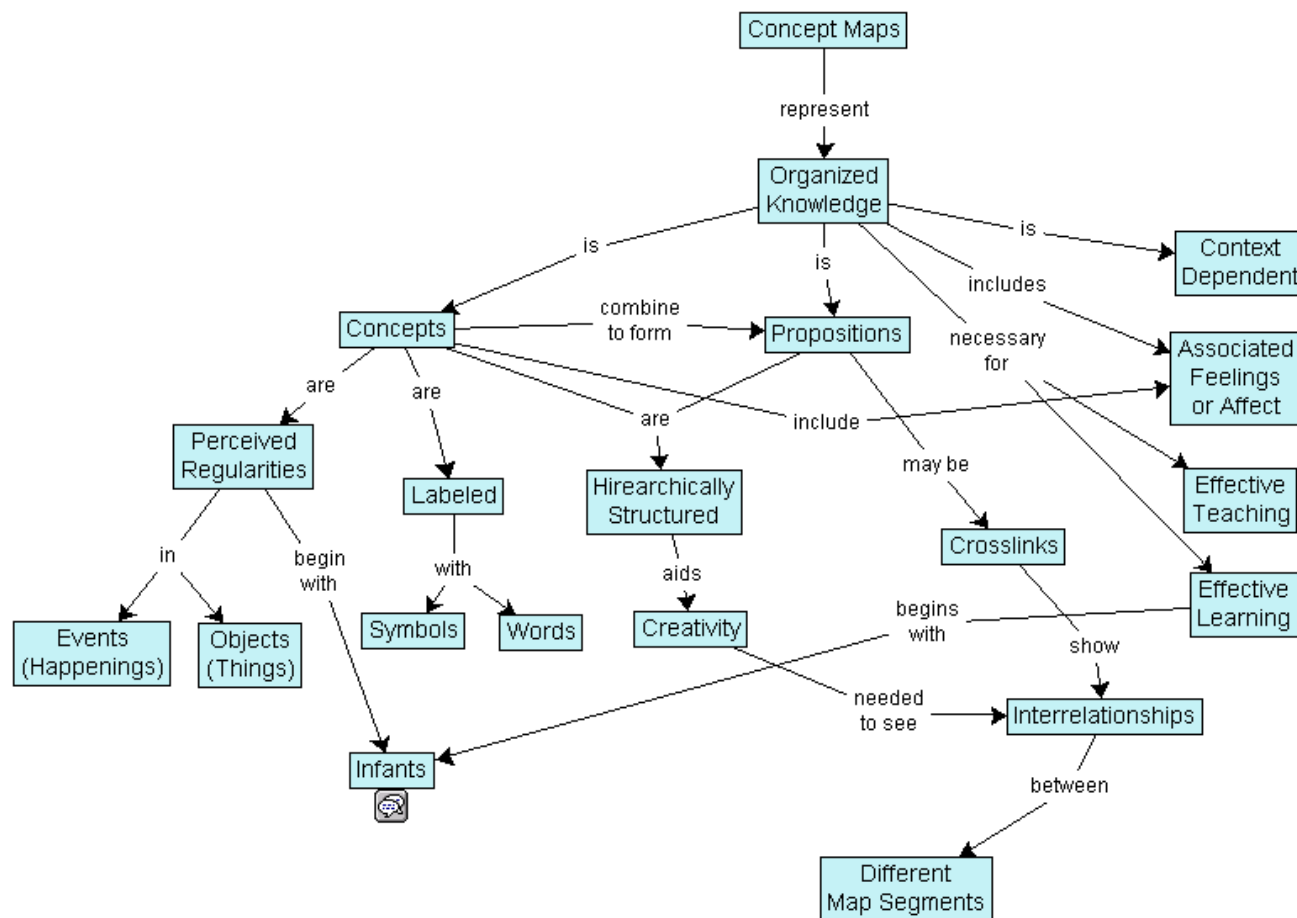 Concept Maps
represent
Organized
Knowledge
is
is
is
includes
necessary
for
Context
Dependent
Concepts
combine
to form
Propositions
Associated
Feelings
or Affect
are
are
are
include
may be
Perceived
Regularities
Labeled
Hirearchically
Structured
Effective
Teaching
Crosslinks
in
begin
with
with
aids
Effective
Learning
Events
(Happenings)
Objects
(Things)
Symbols
Words
Creativity
begins
with
show
needed
to see
Interrelationships
Infants
between
Different
Map Segments